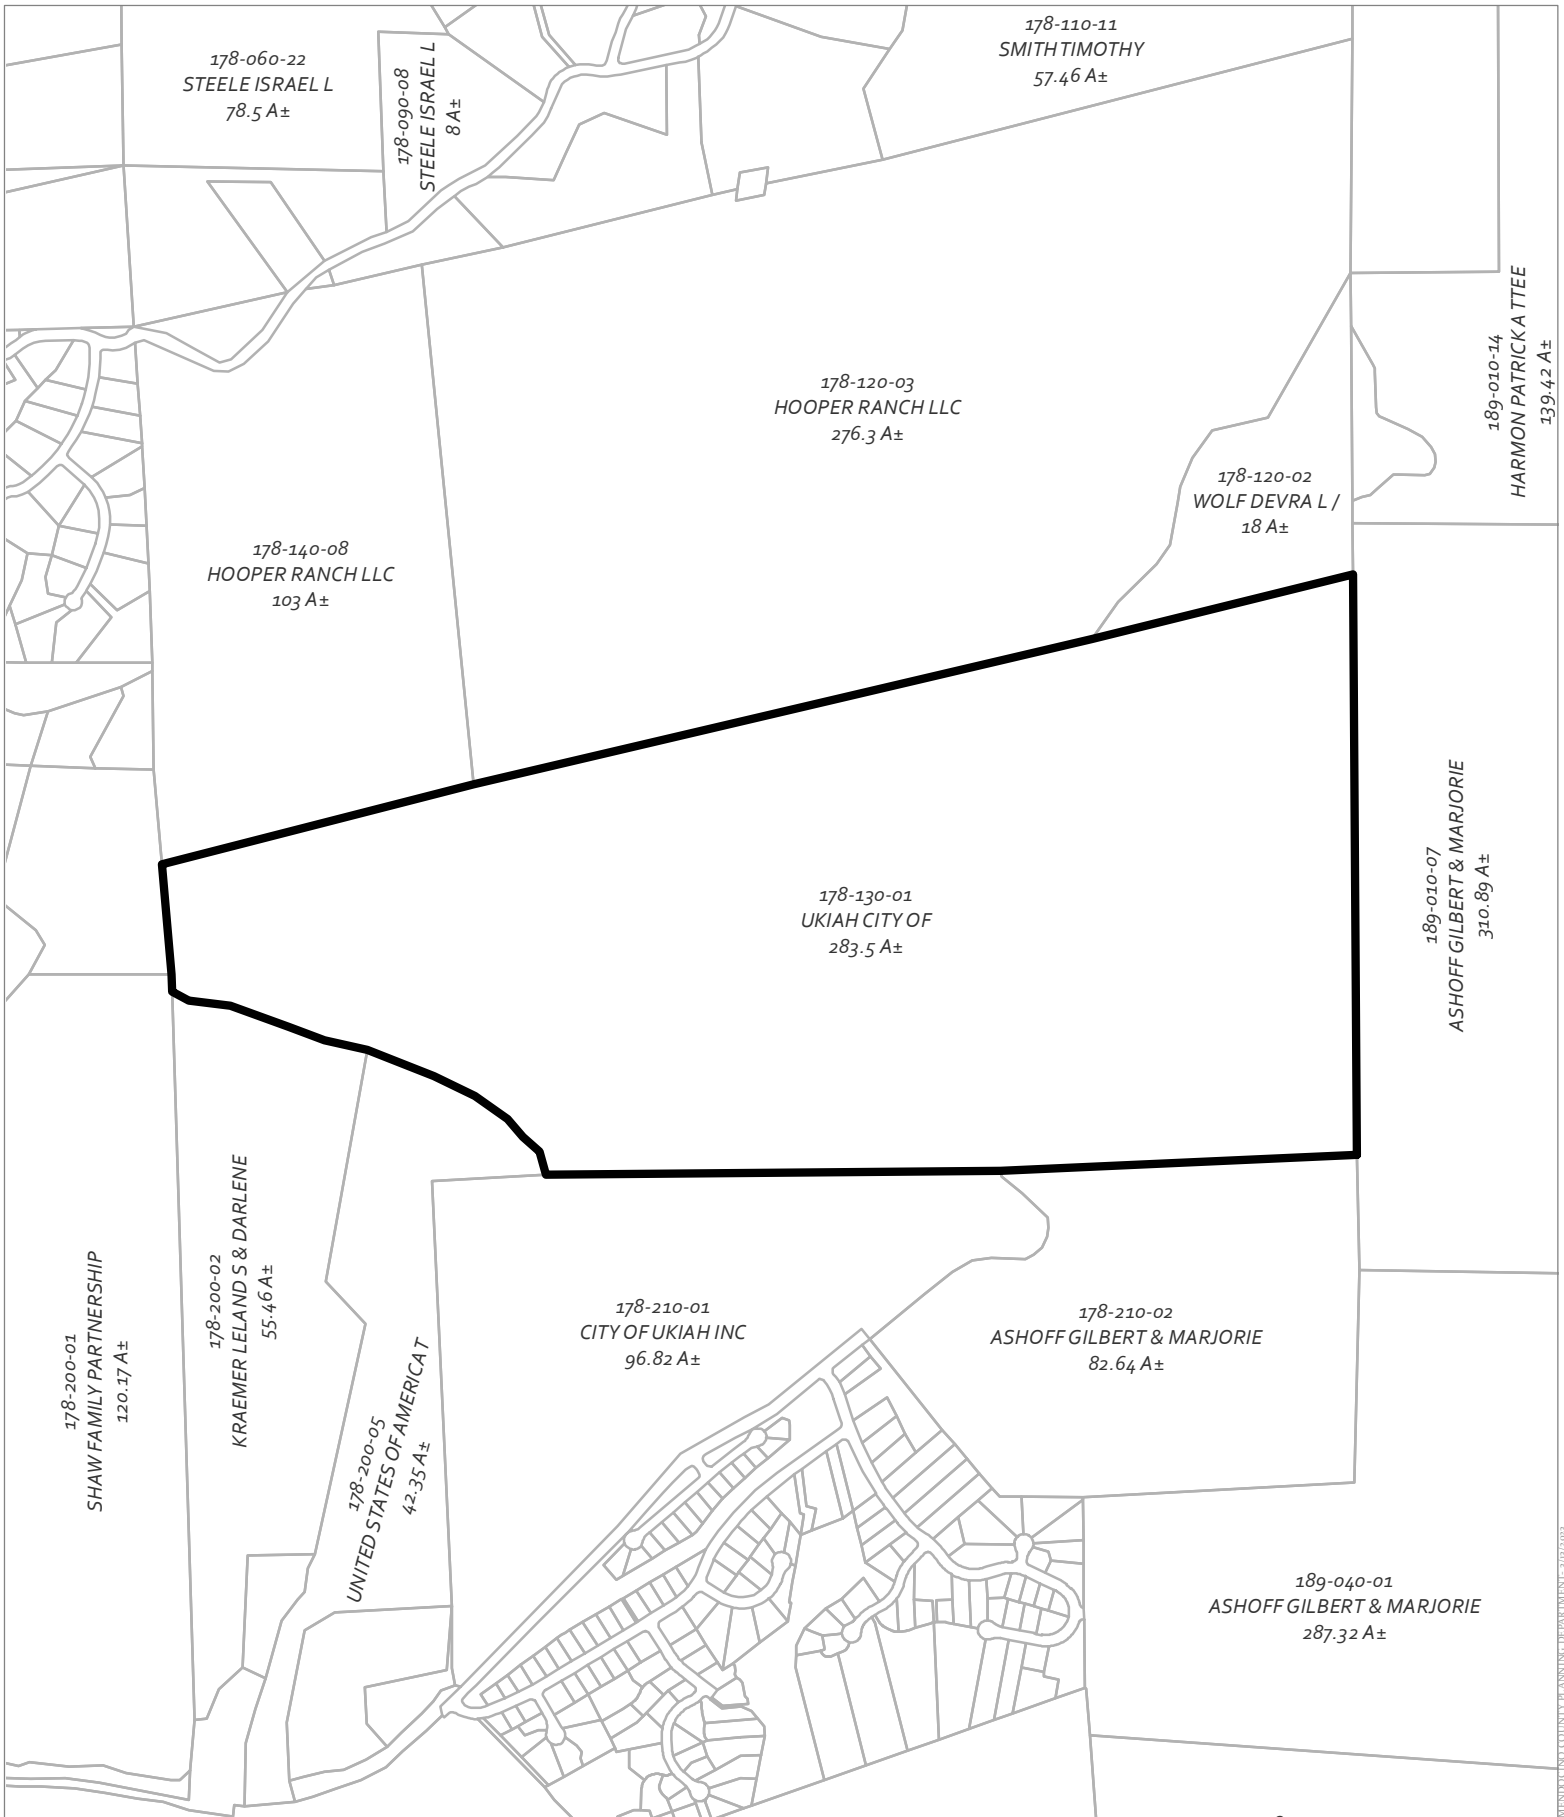 178-110-11
SMITH TIMOTHY
57.46 A±
178-060-22
STEELE ISRAEL L
78.5 A±
178-090-08
STEELE ISRAEL L
8 A±
189-010-14
HARMON PATRICK A TTEE
139.42 A±
178-120-03
HOOPER RANCH LLC
276.3 A±
178-120-02
WOLF DEVRA L /
18 A±
178-140-08
HOOPER RANCH LLC
103 A±
178-130-01
UKIAH CITY OF
283.5 A±
189-010-07
ASHOFF GILBERT & MARJORIE
310.89 A±
178-200-01
SHAW FAMILY PARTNERSHIP
120.17 A±
178-200-02
KRAEMER LELAND S & DARLENE
55.46 A±
178-200-05
UNITED STATES OF AMERICA T
42.35 A±
178-210-01
CITY OF UKIAH INC
96.82 A±
178-210-02
ASHOFF GILBERT & MARJORIE
82.64 A±
189-040-01
ASHOFF GILBERT & MARJORIE
287.32 A±
MENDOCINO COUNTY PLANNING DEPARTMENT-